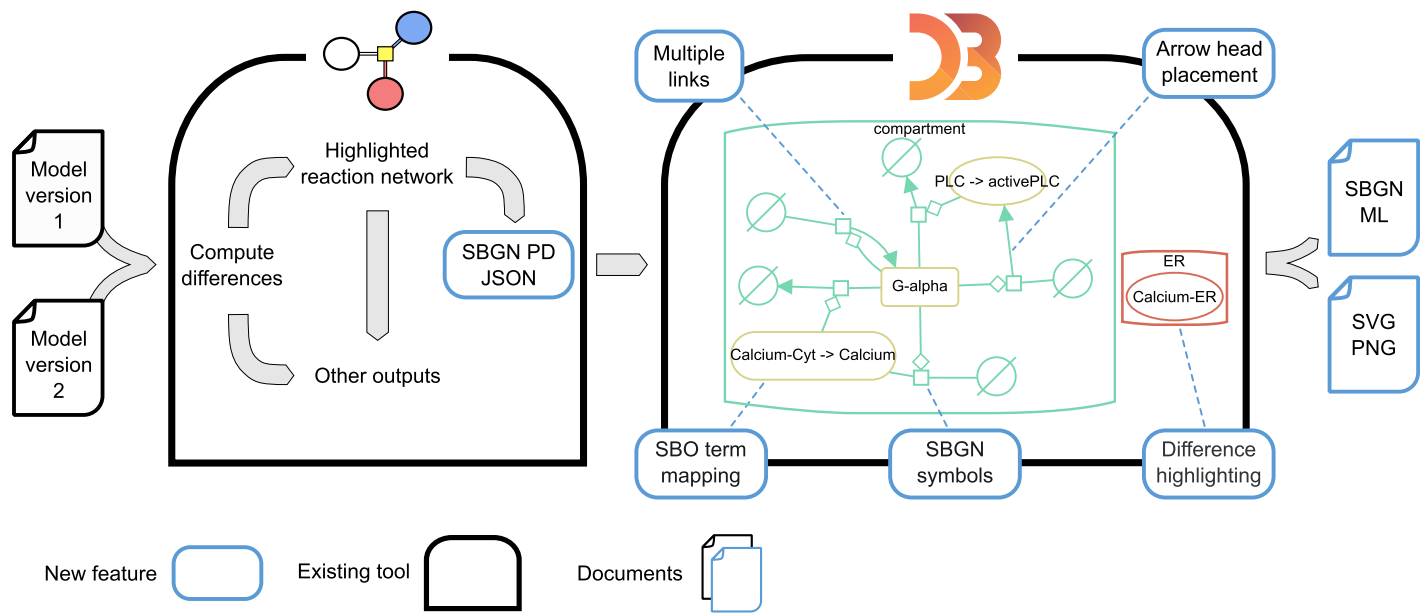 Model
version
1
Model
version
2
Compute
differences
Highlighted
reaction network
SBGN PD
JSON
Other outputs
Multiple
links
Arrow head
placement
compartment
PLC -> activePLC
G-alpha
Calcium-Cyt -> Calcium
ER
Calcium-ER
SBO term
mapping
SBGN
symbols
Difference
highlighting
SBGN
ML
SVG
PNG
New feature
Existing tool
Documents